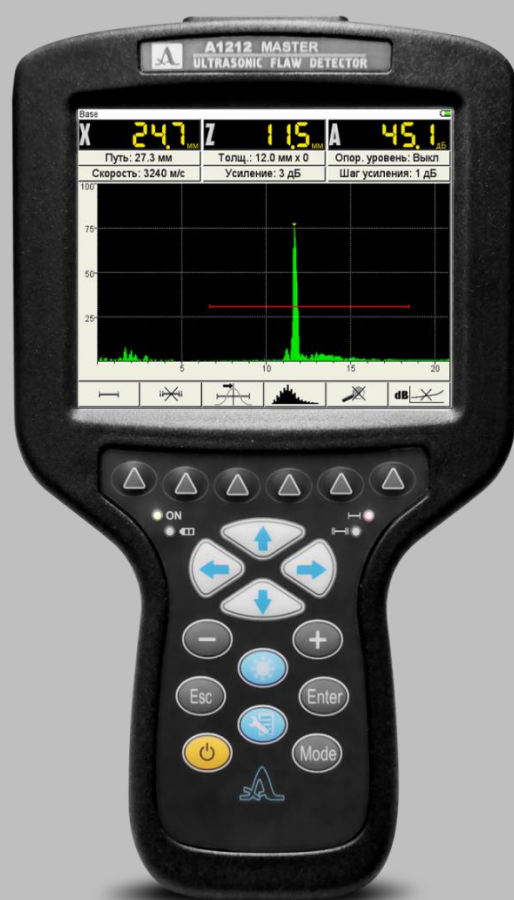 A1212 MASTER
ULTRASONIC FLAW DETECTOR
Base
X 24.7 мм Z 11.5 мм A 45.1 дБ
Путь: 27.3 мм Толщ.: 12.0 мм x 0 Опор. уровень: Выкл
Скорость: 3240 м/с Усиление: 3 дБ Шаг усиления: 1 дБ
100
75
50
25
5 10 15 20
dB
ON
- +
Esc Enter
Mode